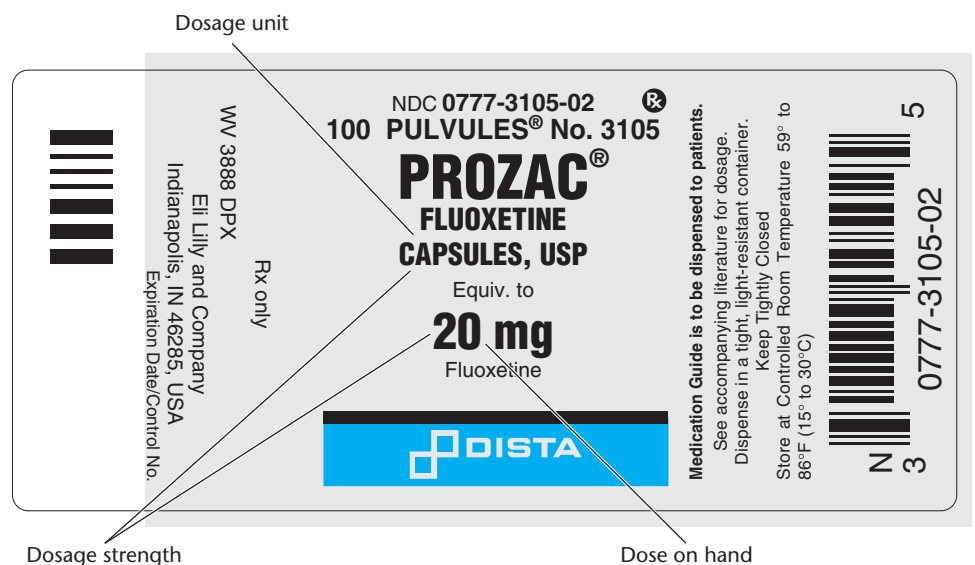 Dosage unit
WV 3888 DPX
Eli Lilly and Company
Indianapolis, IN 46285, USA
Expiration Date/Control No.
Rx only
NDC 0777-3105-02 Rx
100 PULVULES® No. 3105
PROZAC®
FLUOXETINE
CAPSULES, USP
Equiv. to
20 mg
Fluoxetine
DISTA
Medication Guide is to be dispensed to patients.
See accompanying literature for dosage.
Dispense in a tight, light-resistant container.
Keep Tightly Closed
Store at Controlled Room Temperature 59° to
86°F (15° to 30°C)
N
3
0777-3105-02
5
Dosage strength
Dose on hand